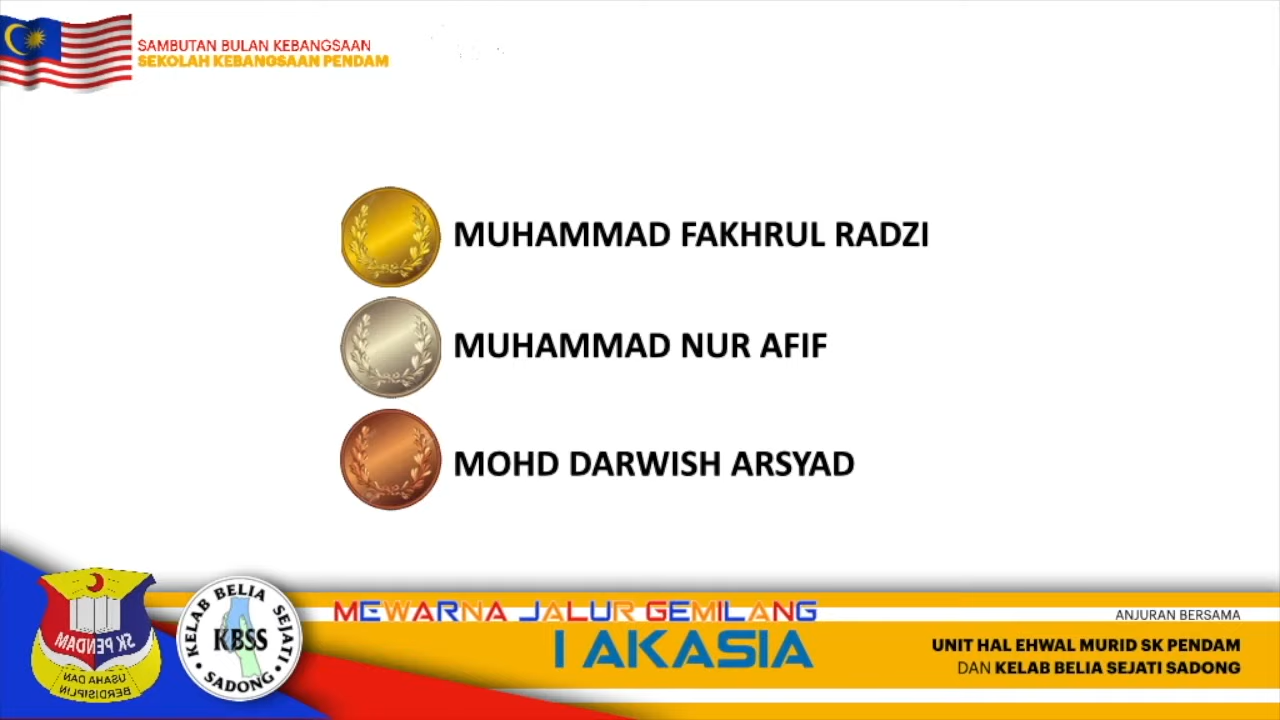 SAMBUTAN BULAN KEBANGSAAN
SEKOLAH KEBANGSAAN PENDAM
MUHAMMAD FAKHRUL RADZI
MUHAMMAD NUR AFIF
MOHD DARWISH ARSYAD
SK PENDAM
USAHA DAN
BERDISIPLIN
KELAB BELIA SEJATI
KBSS
SADONG
MEWARNA JALUR GEMILANG
1 AKASIA
ANJURAN BERSAMA
UNIT HAL EHWAL MURID SK PENDAM
DAN KELAB BELIA SEJATI SADONG